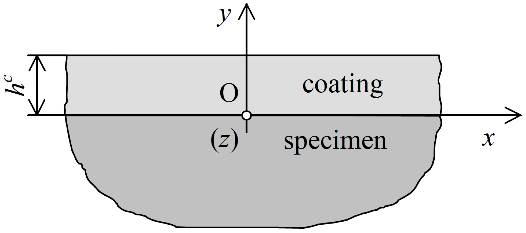 y
h^c
O
coating
(z)
specimen
x